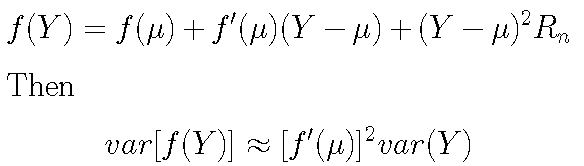 f(Y) = f(μ) + f′(μ)(Y − μ) + (Y − μ)²Rₙ
Then
var[f(Y)] ≈ [f′(μ)]²var(Y)